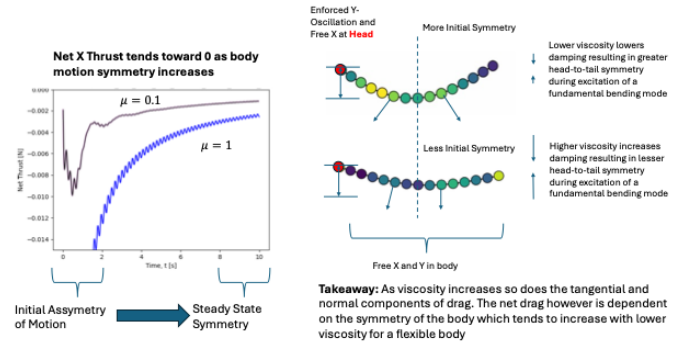 Net X Thrust tends toward 0 as body
motion symmetry increases
0.000
−0.002
−0.004
−0.006
−0.008
−0.010
−0.012
−0.014
Net Thrust [N]
μ = 0.1
μ = 1
0
2
4
6
8
10
Time, t [s]
Initial Assymetry
of Motion
Steady State
Symmetry
Enforced Y-
Oscillation and
Free X at Head
More Initial Symmetry
Lower viscosity lowers
damping resulting in greater
head-to-tail symmetry
during excitation of a
fundamental bending mode
Less Initial Symmetry
Higher viscosity increases
damping resulting in lesser
head-to-tail symmetry
during excitation of a
fundamental bending mode
Free X and Y in body
Takeaway: As viscosity increases so does the tangential and
normal components of drag. The net drag however is dependent
on the symmetry of the body which tends to increase with lower
viscosity for a flexible body